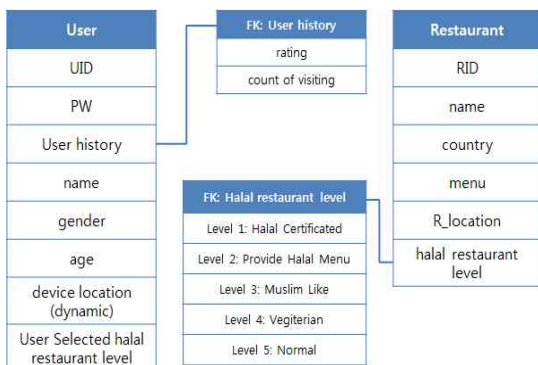 User
UID
PW
User history
name
gender
age
device location
(dynamic)
User Selected halal
restaurant level
FK: User history
rating
count of visiting
FK: Halal restaurant level
Level 1: Halal Certificated
Level 2: Provide Halal Menu
Level 3: Muslim Like
Level 4: Vegiterian
Level 5: Normal
Restaurant
RID
name
country
menu
R_location
halal restaurant
level